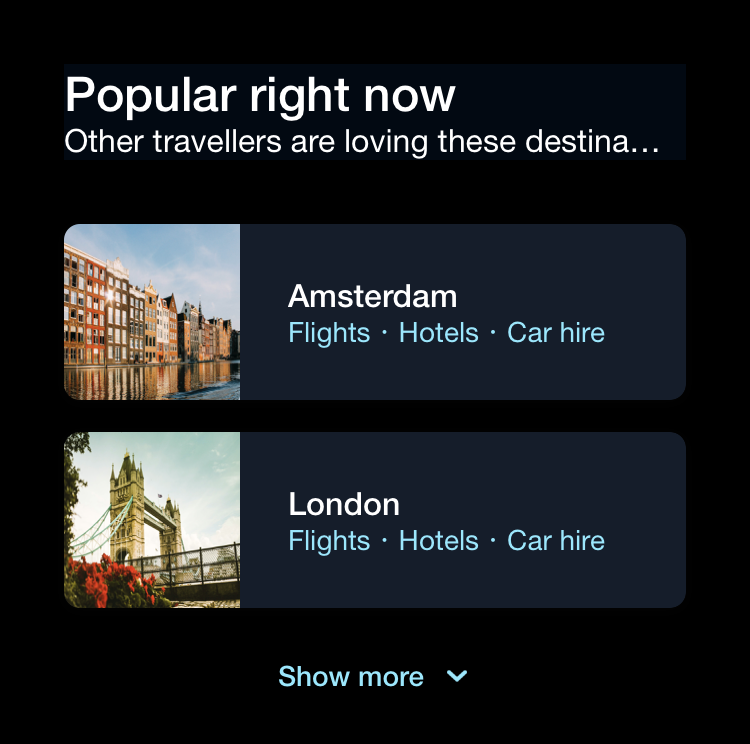 Popular right now
Other travellers are loving these destina…
Amsterdam
Flights · Hotels · Car hire
London
Flights · Hotels · Car hire
Show more